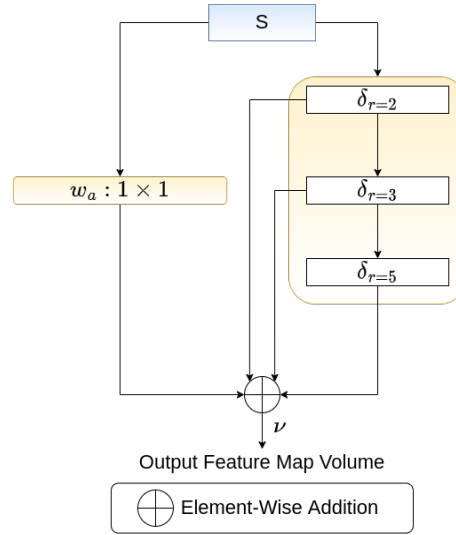 S
δ_{r=2}
w_a : 1 × 1
δ_{r=3}
δ_{r=5}
ν
Output Feature Map Volume
Element-Wise Addition